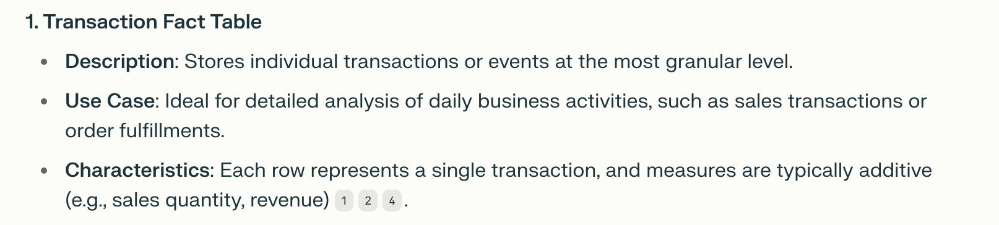 1. Transaction Fact Table
• Description: Stores individual transactions or events at the most granular level.
• Use Case: Ideal for detailed analysis of daily business activities, such as sales transactions or
order fulfillments.
• Characteristics: Each row represents a single transaction, and measures are typically additive
(e.g., sales quantity, revenue) 1 2 4 .